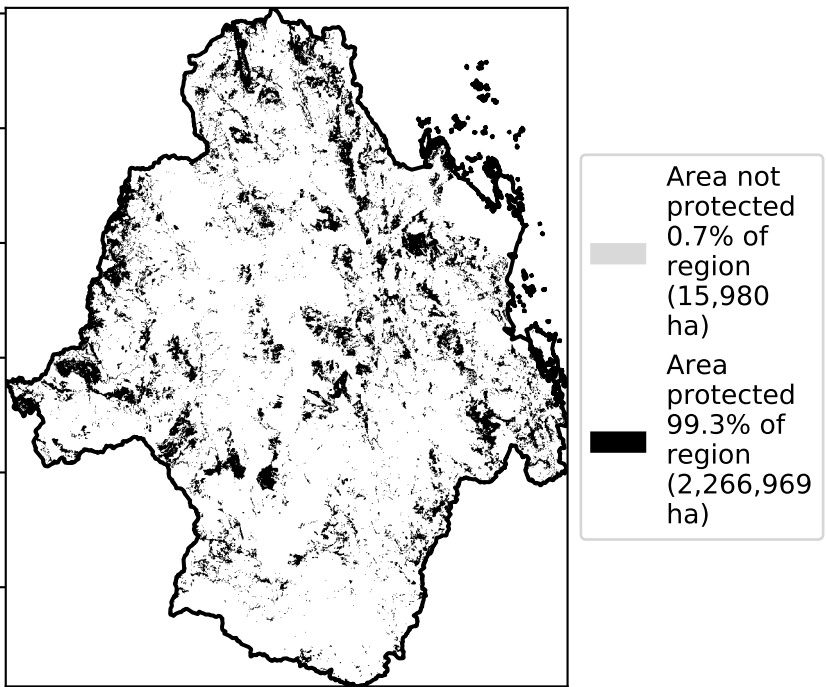 Area not
protected
0.7% of
region
(15,980
ha)
Area
protected
99.3% of
region
(2,266,969
ha)